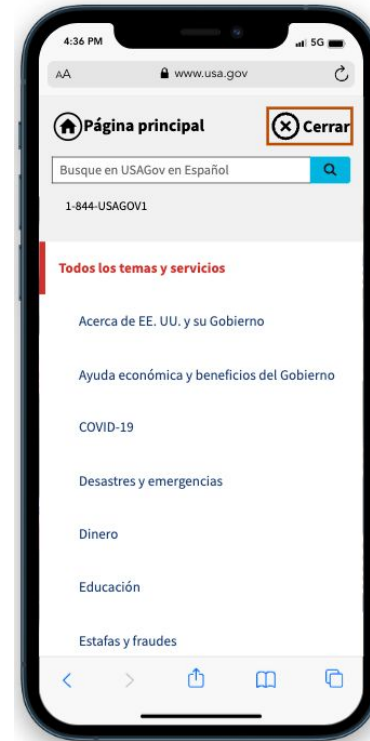 4:36 PM
5G
AA
www.usa.gov
Página principal
Cerrar
Busque en USAGov en Español
1-844-USAGOV1
Todos los temas y servicios
Acerca de EE. UU. y su Gobierno
Ayuda económica y beneficios del Gobierno
COVID-19
Desastres y emergencias
Dinero
Educación
Estafas y fraudes